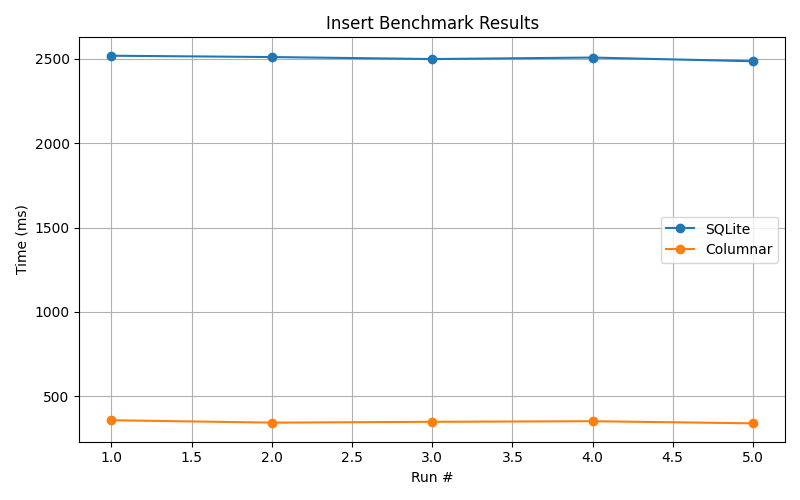 Insert Benchmark Results
2500
2000
1500
1000
500
Time (ms)
SQLite
Columnar
1.0 1.5 2.0 2.5 3.0 3.5 4.0 4.5 5.0
Run #